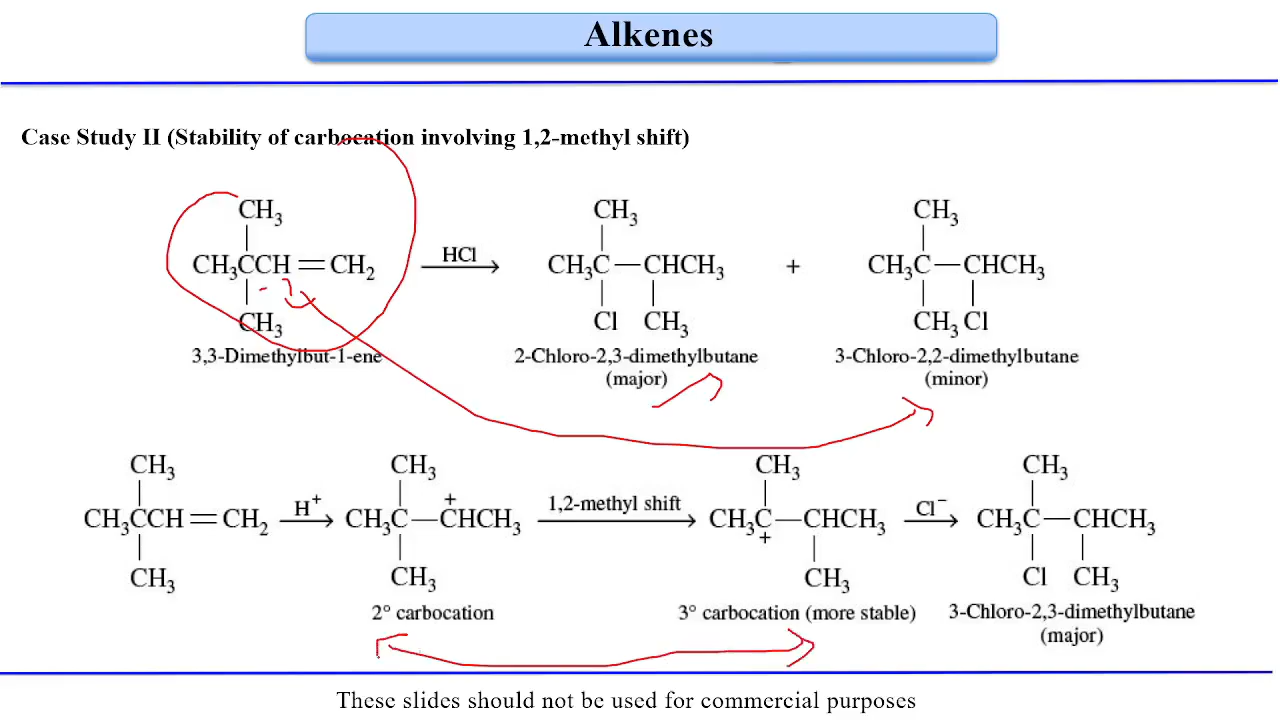 Alkenes
Case Study II (Stability of carbocation involving 1,2-methyl shift)
CH₃ CH₃ CH₃
CH₃CCH=CH₂ HCl CH₃C—CHCH₃ + CH₃C—CHCH₃
CH₃ Cl CH₃ CH₃ Cl
3,3-Dimethylbut-1-ene 2-Chloro-2,3-dimethylbutane 3-Chloro-2,2-dimethylbutane
(major) (minor)
CH₃ CH₃ CH₃ CH₃
CH₃CCH=CH₂ H⁺ CH₃C—C⁺HCH₃ 1,2-methyl shift CH₃C—CHCH₃ Cl⁻ CH₃C—CHCH₃
+
CH₃ CH₃ CH₃ Cl CH₃
2° carbocation 3° carbocation (more stable) 3-Chloro-2,3-dimethylbutane
(major)
These slides should not be used for commercial purposes